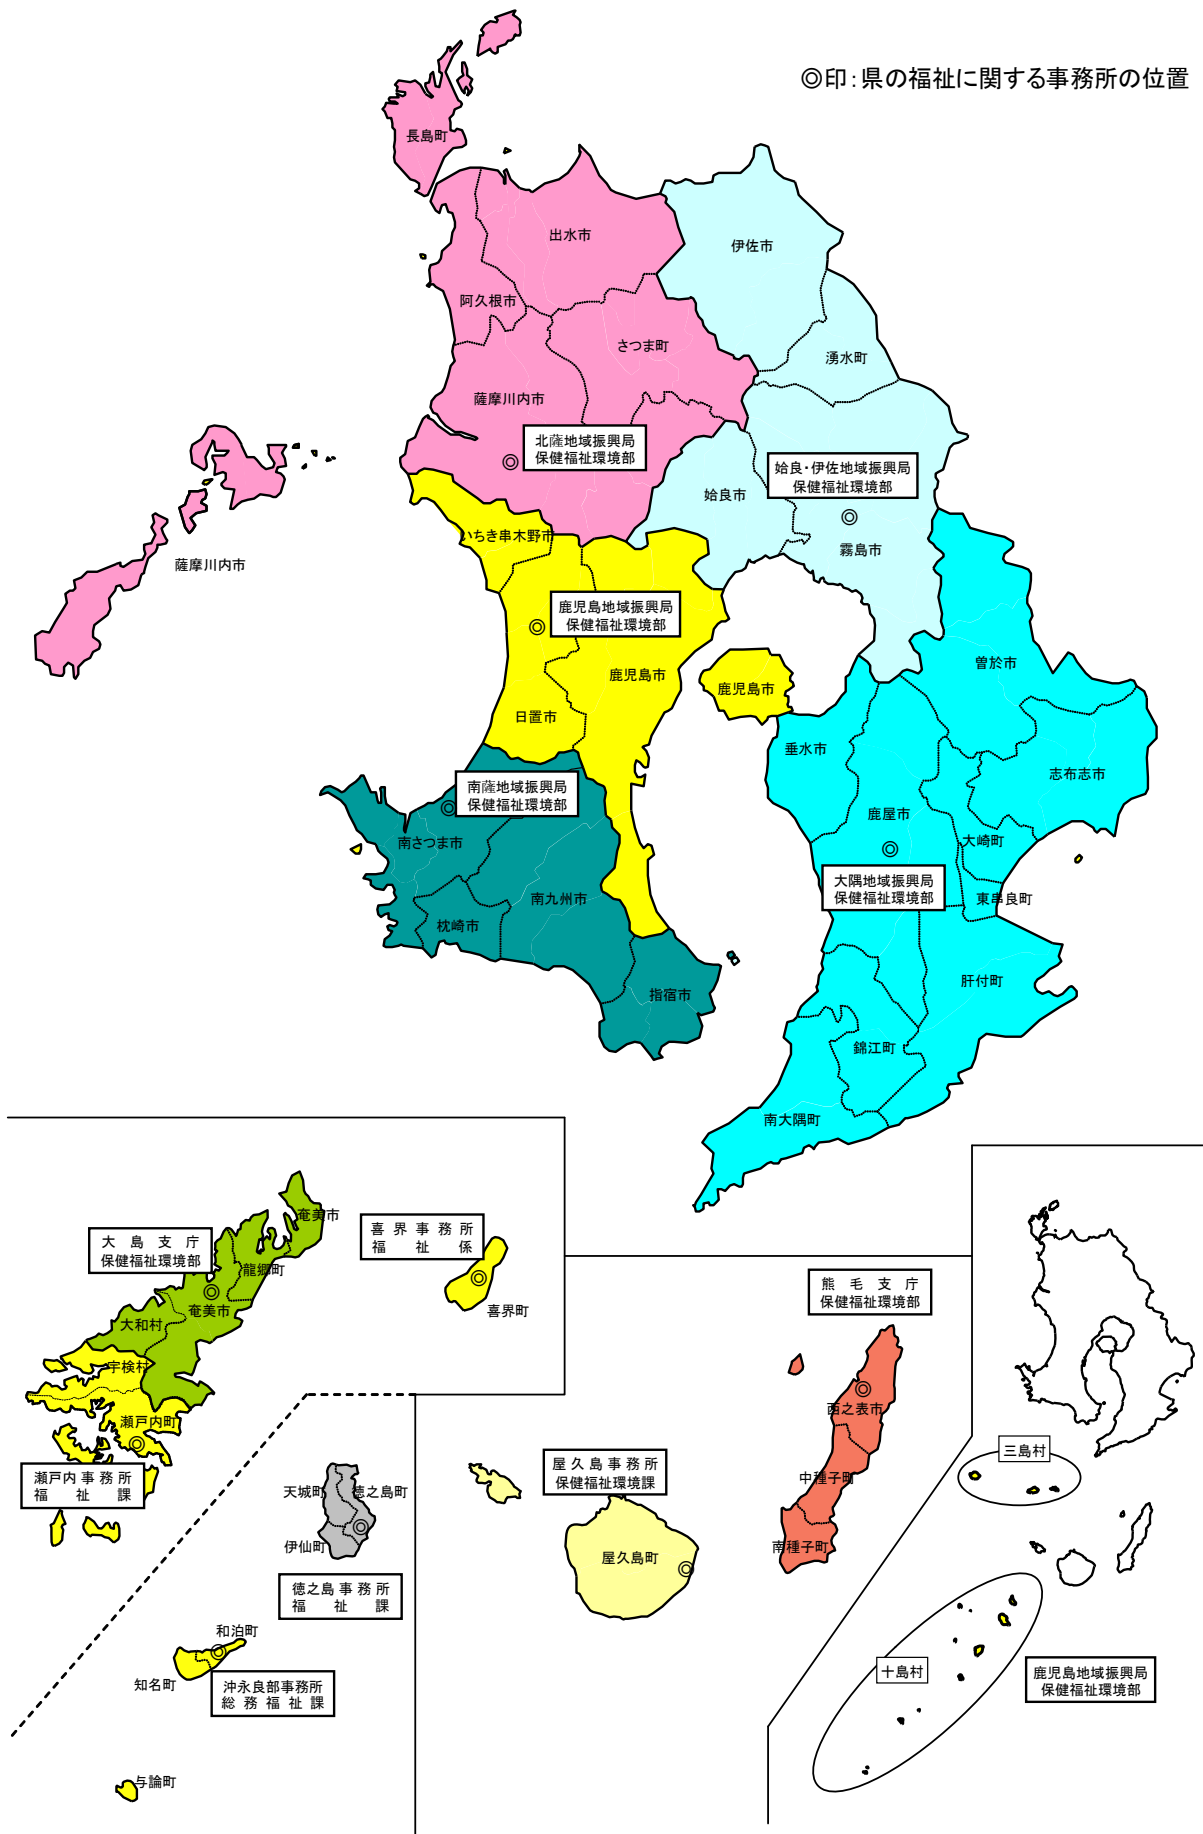 ◎印：県の福祉に関する事務所の位置
長島町
出水市
伊佐市
阿久根市
さつま町
湧水町
薩摩川内市
北薩地域振興局
保健福祉環境部
姶良・伊佐地域振興局
保健福祉環境部
姶良市
いちき串木野市
霧島市
薩摩川内市
鹿児島地域振興局
保健福祉環境部
曽於市
鹿児島市
鹿児島市
日置市
垂水市
志布志市
南薩地域振興局
保健福祉環境部
鹿屋市
南さつま市
大崎町
大隅地域振興局
保健福祉環境部
南九州市
東串良町
枕崎市
肝付町
指宿市
錦江町
南大隅町
奄美市
大島支庁
保健福祉環境部
喜界事務所
福祉係
龍郷町
奄美市
喜界町
大和村
熊毛支庁
保健福祉環境部
宇検村
西之表市
瀬戸内町
三島村
瀬戸内事務所
福祉課
屋久島事務所
保健福祉環境課
中種子町
天城町
徳之島町
伊仙町
南種子町
屋久島町
徳之島事務所
福祉課
和泊町
十島村
鹿児島地域振興局
保健福祉環境部
知名町
沖永良部事務所
総務福祉課
与論町